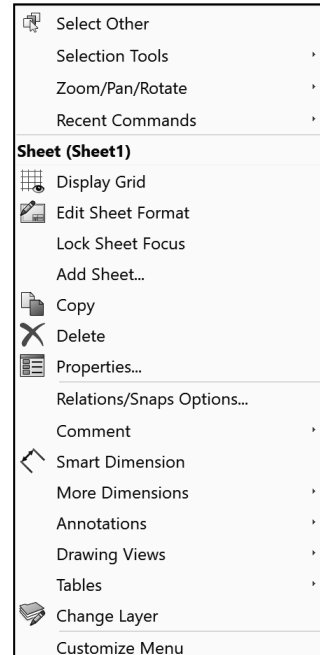 Select Other
Selection Tools
Zoom/Pan/Rotate
Recent Commands
Sheet (Sheet1)
Display Grid
Edit Sheet Format
Lock Sheet Focus
Add Sheet...
Copy
Delete
Properties...
Relations/Snaps Options...
Comment
Smart Dimension
More Dimensions
Annotations
Drawing Views
Tables
Change Layer
Customize Menu